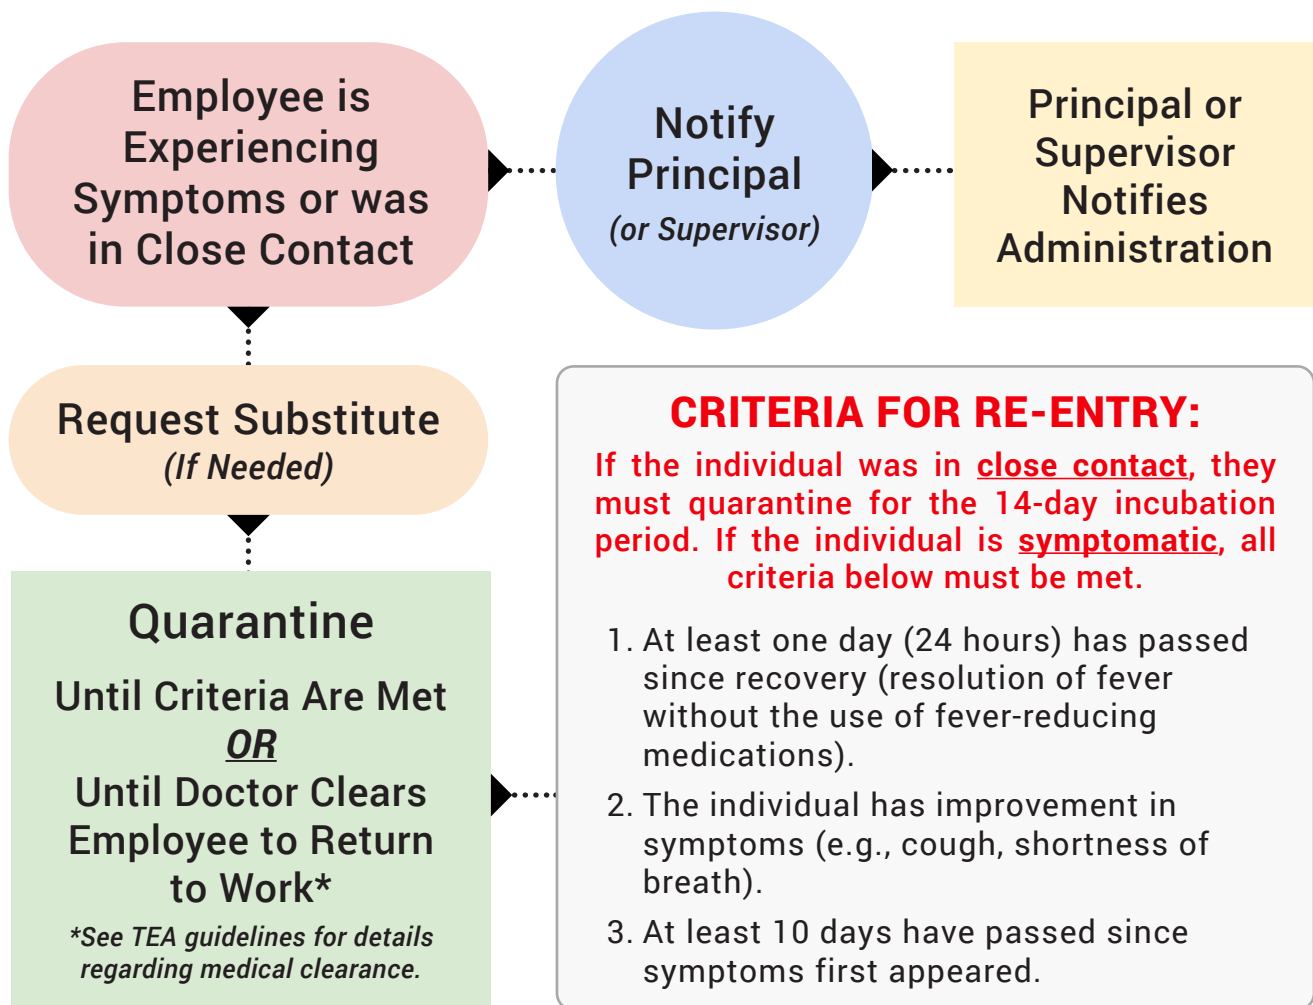 Employee is
Experiencing
Symptoms or was
in Close Contact
Notify
Principal
(or Supervisor)
Principal or
Supervisor
Notifies
Administration
Request Substitute
(If Needed)
Quarantine
Until Criteria Are Met
OR
Until Doctor Clears
Employee to Return
to Work*
*See TEA guidelines for details
regarding medical clearance.
CRITERIA FOR RE-ENTRY:
If the individual was in close contact, they
must quarantine for the 14-day incubation
period. If the individual is symptomatic, all
criteria below must be met.
1. At least one day (24 hours) has passed
since recovery (resolution of fever
without the use of fever-reducing
medications).
2. The individual has improvement in
symptoms (e.g., cough, shortness of
breath).
3. At least 10 days have passed since
symptoms first appeared.